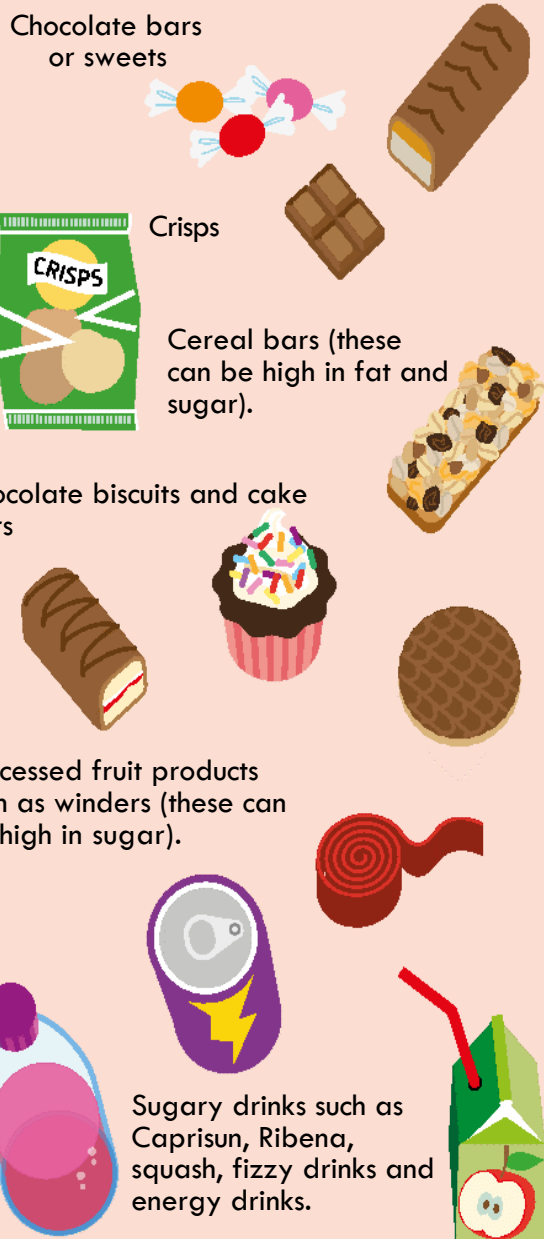 Chocolate bars
or sweets
Crisps
CRISPS
Cereal bars (these
can be high in fat and
sugar).
biscuits and cake
fruit products
as winders (these can
high in sugar).
Sugary drinks such as
Caprisun, Ribena,
squash, fizzy drinks and
energy drinks.